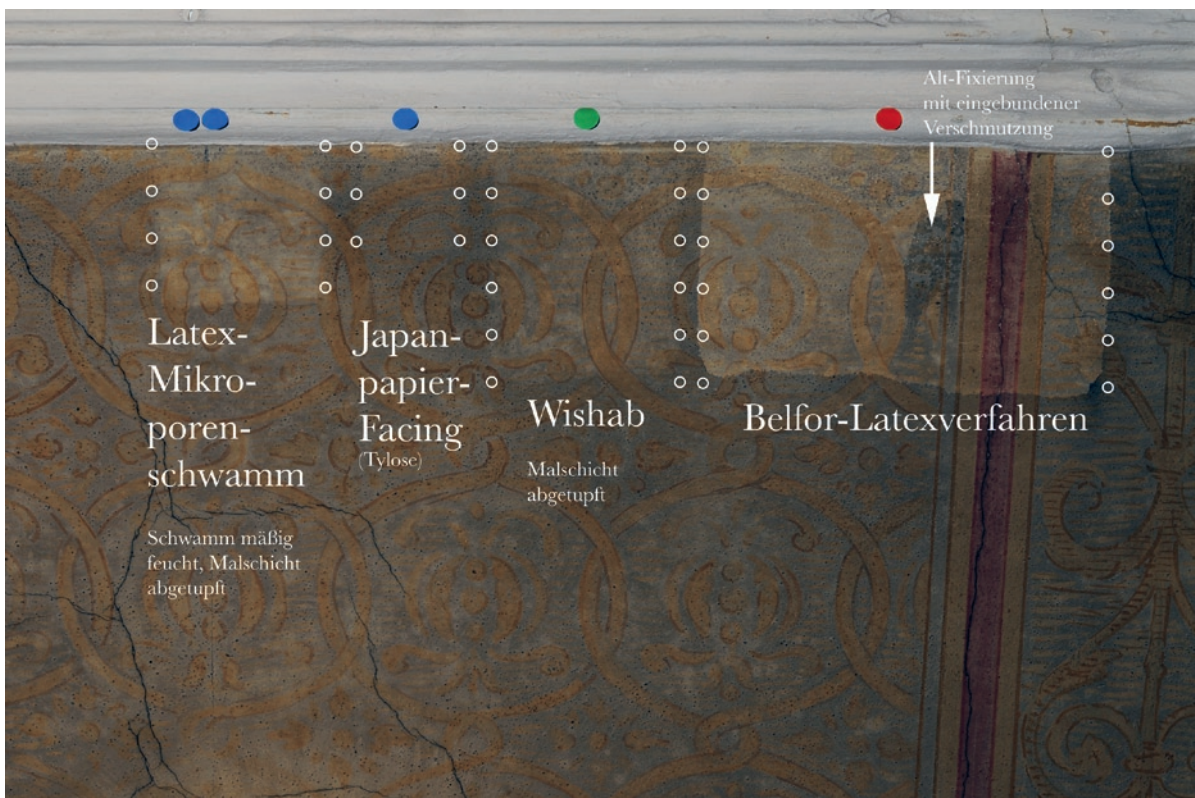 Alt-Fixierung
mit eingebundener
Verschmutzung
Latex-
Mikro-
poren-
schwamm
Schwamm mäßig
feucht, Malschicht
abgetupft
Japan-
papier-
Facing
(Tylose)
Wishab
Malschicht
abgetupft
Belfor-Latexverfahren